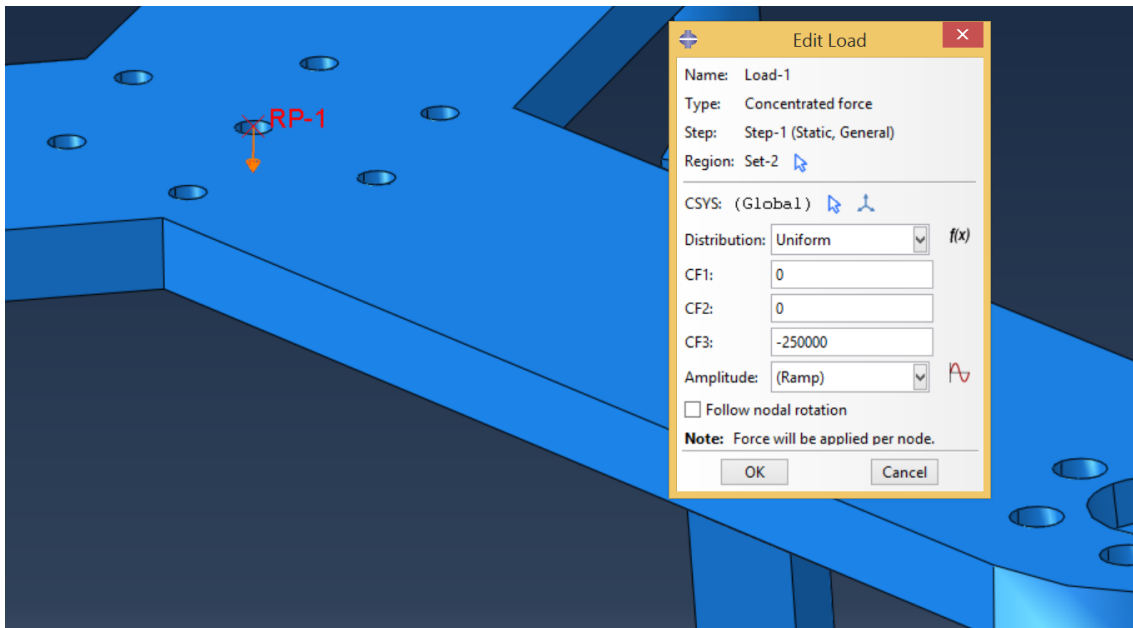 RP-1
Edit Load
Name: Load-1
Type: Concentrated force
Step: Step-1 (Static, General)
Region: Set-2
CSYS: (Global)
Distribution: Uniform f(x)
CF1: 0
CF2: 0
CF3: -250000
Amplitude: (Ramp)
Follow nodal rotation
Note: Force will be applied per node.
OK Cancel